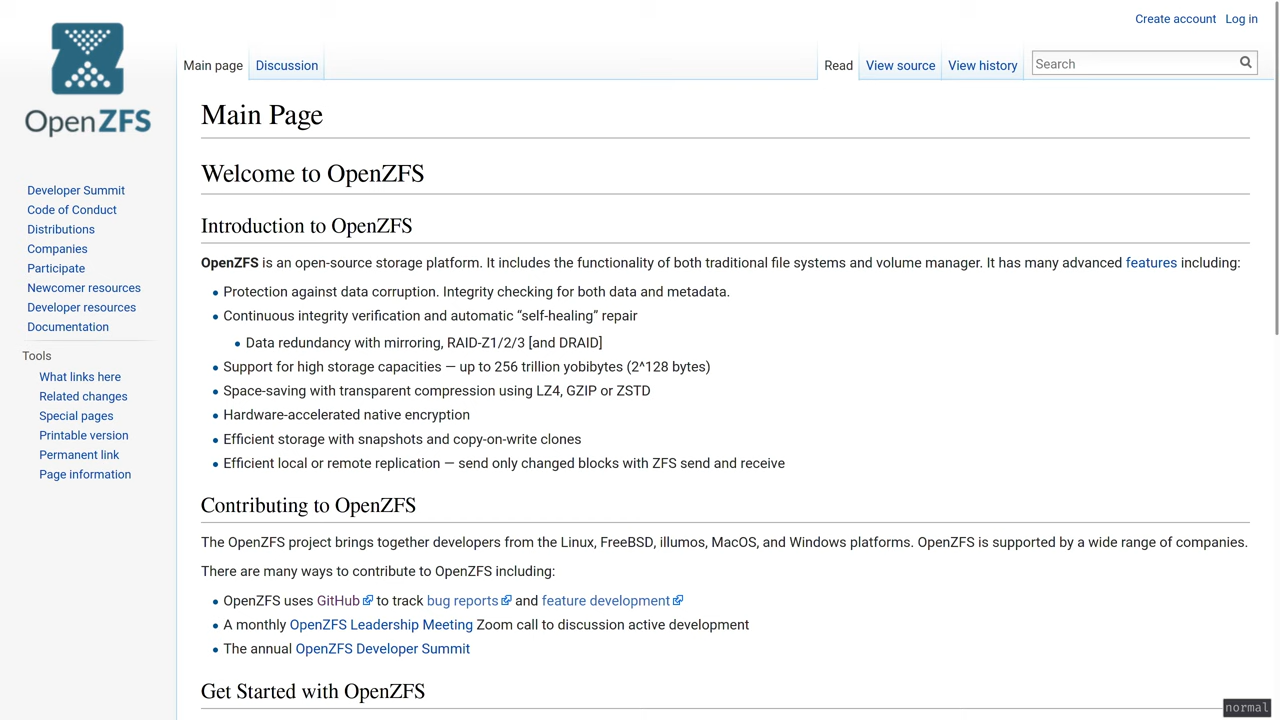 Create account Log in
OpenZFS
Main page Discussion Read View source View history Search
Main Page
Developer Summit
Code of Conduct
Distributions
Companies
Participate
Newcomer resources
Developer resources
Documentation
Tools
What links here
Related changes
Special pages
Printable version
Permanent link
Page information
Welcome to OpenZFS
Introduction to OpenZFS
OpenZFS is an open-source storage platform. It includes the functionality of both traditional file systems and volume manager. It has many advanced features including:
Protection against data corruption. Integrity checking for both data and metadata.
Continuous integrity verification and automatic “self-healing” repair
Data redundancy with mirroring, RAID-Z1/2/3 [and DRAID]
Support for high storage capacities — up to 256 trillion yobibytes (2^128 bytes)
Space-saving with transparent compression using LZ4, GZIP or ZSTD
Hardware-accelerated native encryption
Efficient storage with snapshots and copy-on-write clones
Efficient local or remote replication — send only changed blocks with ZFS send and receive
Contributing to OpenZFS
The OpenZFS project brings together developers from the Linux, FreeBSD, illumos, MacOS, and Windows platforms. OpenZFS is supported by a wide range of companies.
There are many ways to contribute to OpenZFS including:
OpenZFS uses GitHub to track bug reports and feature development
A monthly OpenZFS Leadership Meeting Zoom call to discussion active development
The annual OpenZFS Developer Summit
Get Started with OpenZFS
normal